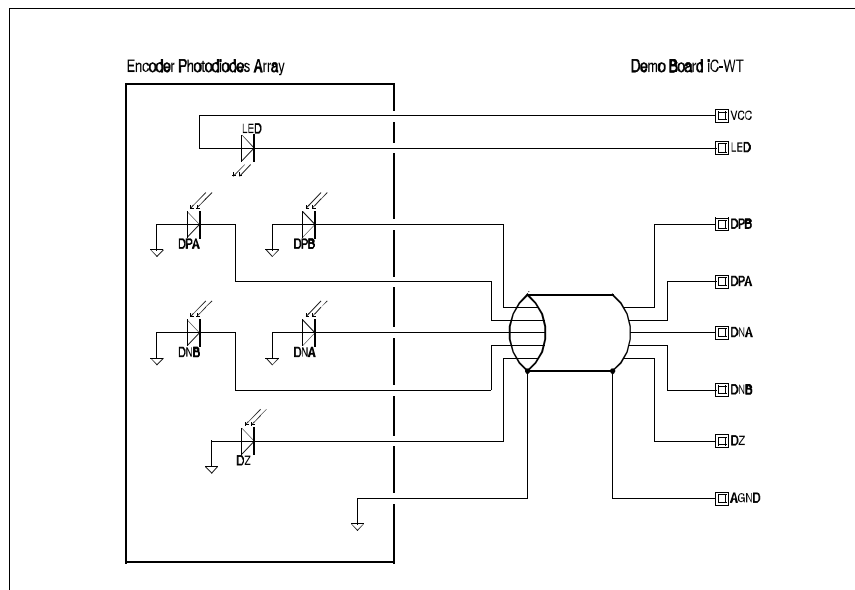 Encoder Photodiodes Array
Demo Board iC-WT
VCC
LED
LED
DPA
DPB
DPB
DPA
DNB
DNA
DNA
DNB
DZ
DZ
AGND